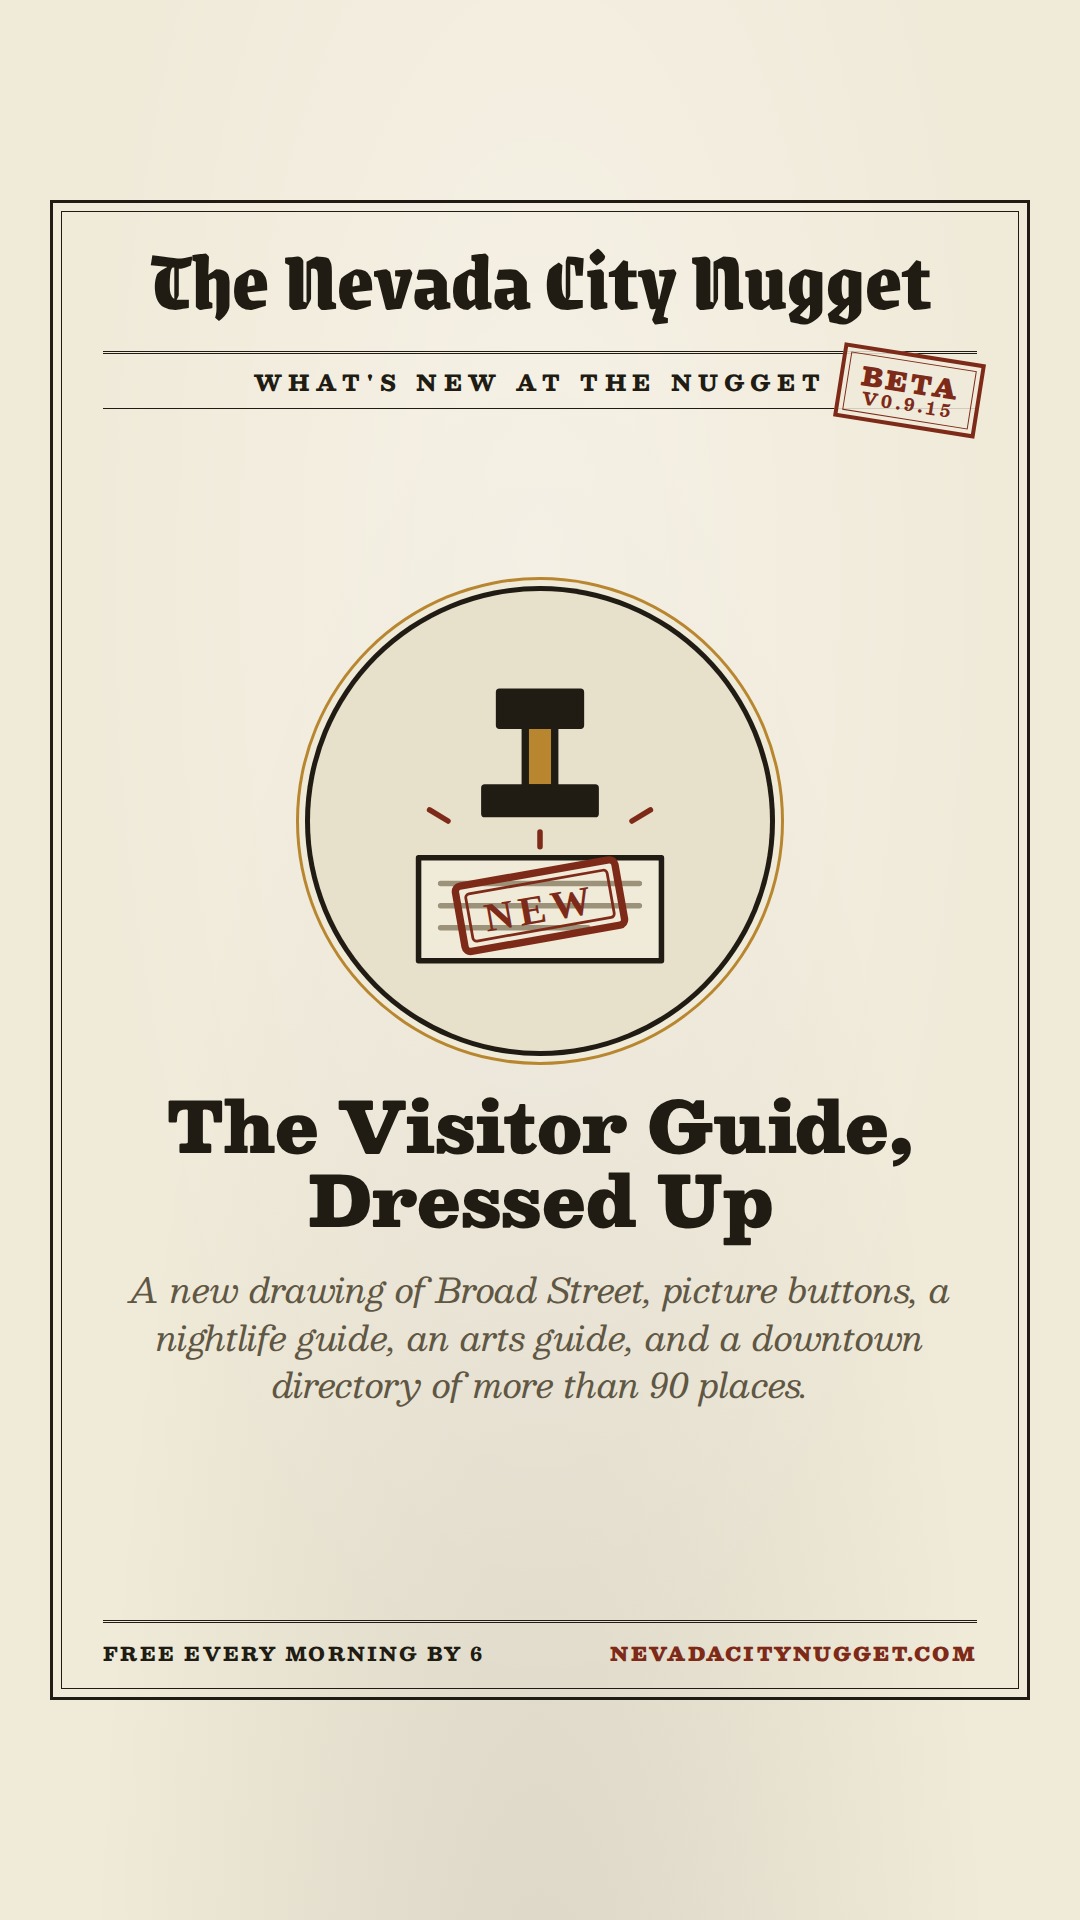 The Nevada City Nugget
WHAT'S NEW AT THE NUGGET
BETA
V0.9.15
NEW
The Visitor Guide,
Dressed Up
A new drawing of Broad Street, picture buttons, a
nightlife guide, an arts guide, and a downtown
directory of more than 90 places.
FREE EVERY MORNING BY 6
NEVADACITYNUGGET.COM